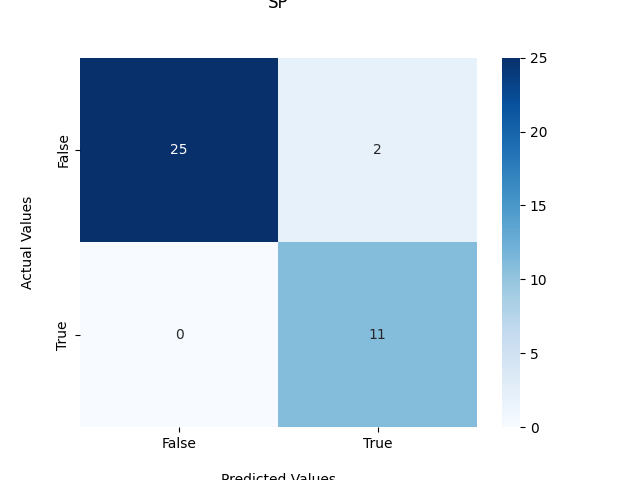 SP
25
2
0
11
False
True
Actual Values
False
True
Predicted Values
25
20
15
10
5
0